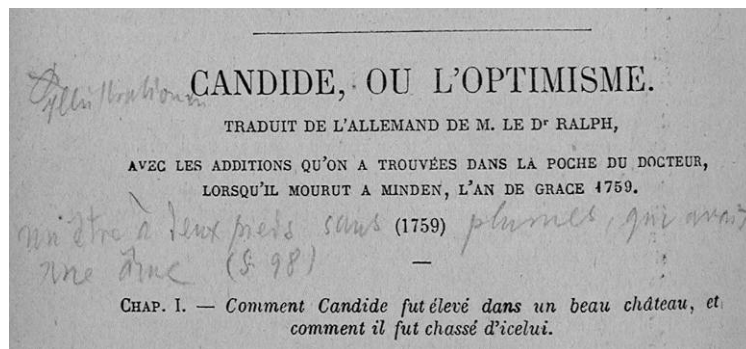 Illustrationen
CANDIDE, OU L'OPTIMISME.
TRADUIT DE L'ALLEMAND DE M. LE Dr RALPH,
AVEC LES ADDITIONS QU'ON A TROUVÉES DANS LA POCHE DU DOCTEUR,
LORSQU'IL MOURUT A MINDEN, L'AN DE GRACE 1759.
un être à deux pieds sans plumes, qui avait
(1759)
une âme (S. 98)
CHAP. I. — Comment Candide fut élevé dans un beau château, et
comment il fut chassé d'icelui.